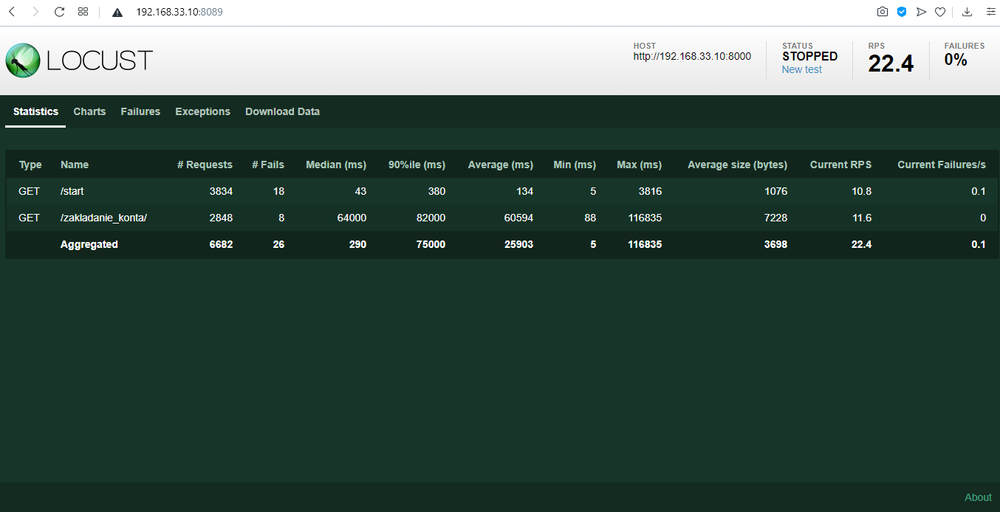 192.168.33.10:8089
LOCUST
HOST
http://192.168.33.10:8000
STATUS
STOPPED
New test
RPS
22.4
FAILURES
0%
Statistics Charts Failures Exceptions Download Data
Type Name # Requests # Fails Median (ms) 90%ile (ms) Average (ms) Min (ms) Max (ms) Average size (bytes) Current RPS Current Failures/s
GET /start 3834 18 43 380 134 5 3816 1076 10.8 0.1
GET /zakladanie_konta/ 2848 8 64000 82000 60594 88 116835 7228 11.6 0
Aggregated 6682 26 290 75000 25903 5 116835 3698 22.4 0.1
About